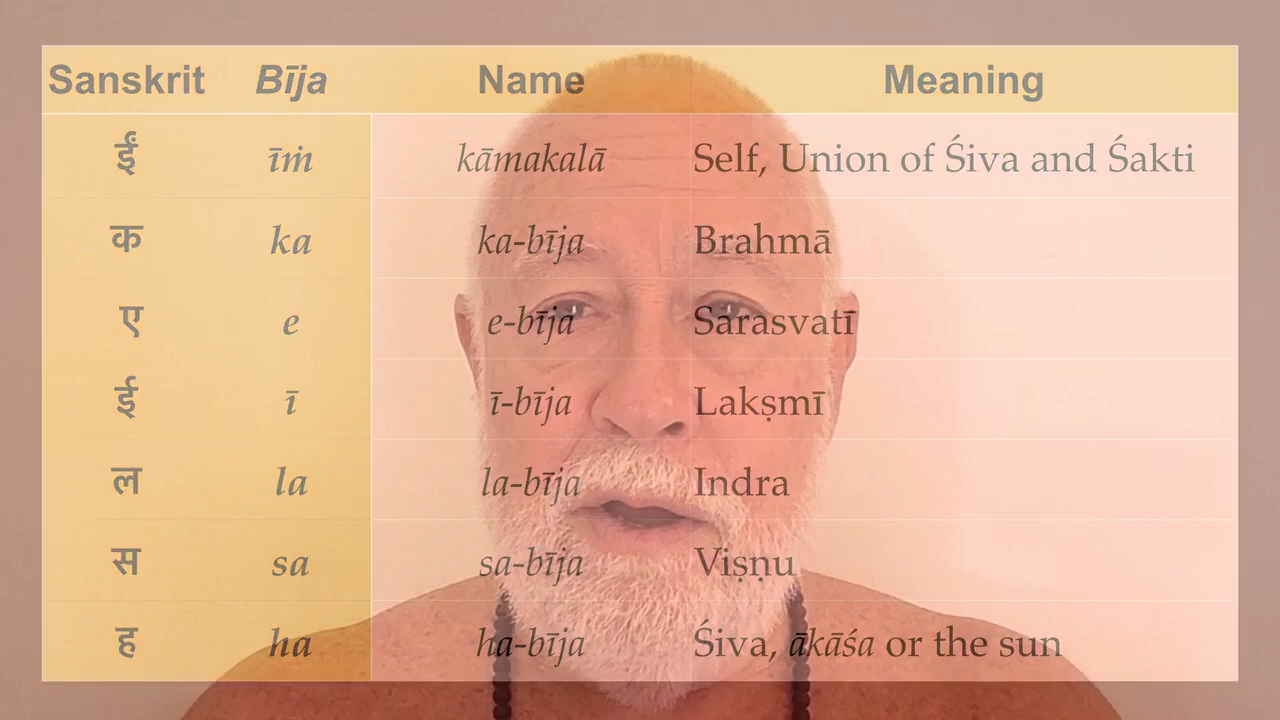 Sanskrit Bīja Name Meaning
ईं īṁ kāmakalā Self, Union of Śiva and Śakti
क ka ka-bīja Brahmā
ए e e-bīja Sarasvatī
ई ī ī-bīja Lakṣmī
ल la la-bīja Indra
स sa sa-bīja Viṣṇu
ह ha ha-bīja Śiva, ākāśa or the sun